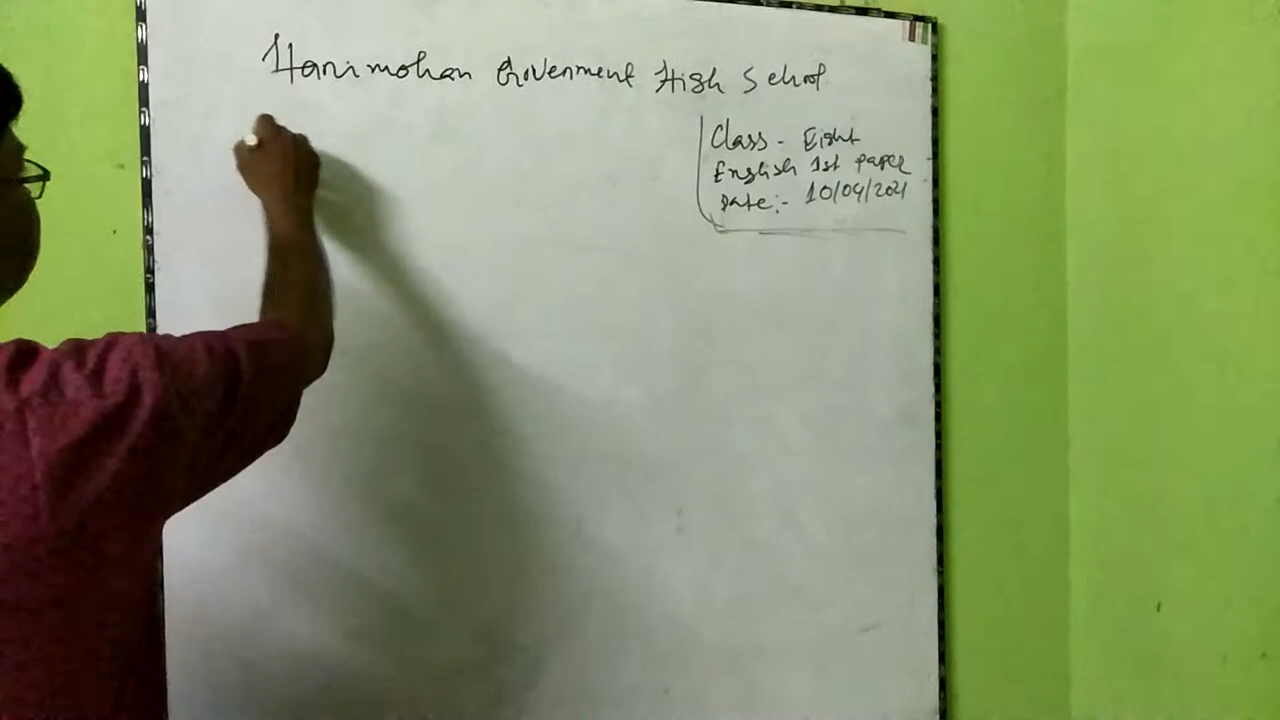 Harimohan Government High School
Class - Eight
English 1st paper
Date:- 10/04/2021